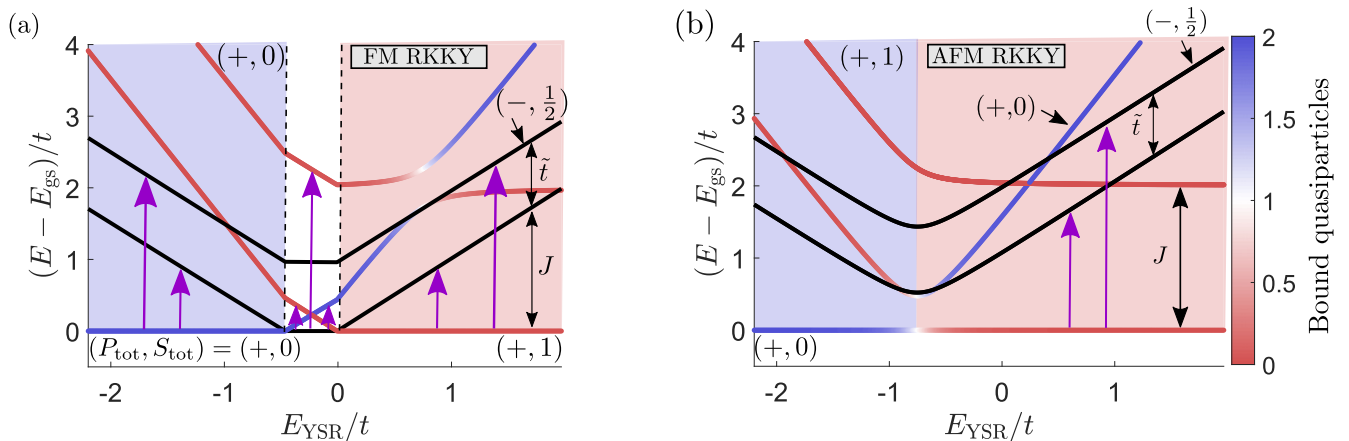 (a)
(E − E_gs)/t
4
3
2
1
0
(+, 0)
FM RKKY
(−, 1/2)
t̃
J
(P_tot, S_tot) = (+, 0)
(+, 1)
-2
-1
0
1
E_YSR/t
(b)
(E − E_gs)/t
4
3
2
1
0
(+, 1)
AFM RKKY
(−, 1/2)
(+,0)
t̃
J
(+, 0)
-2
-1
0
1
E_YSR/t
2
1.5
1
0.5
0
Bound quasiparticles